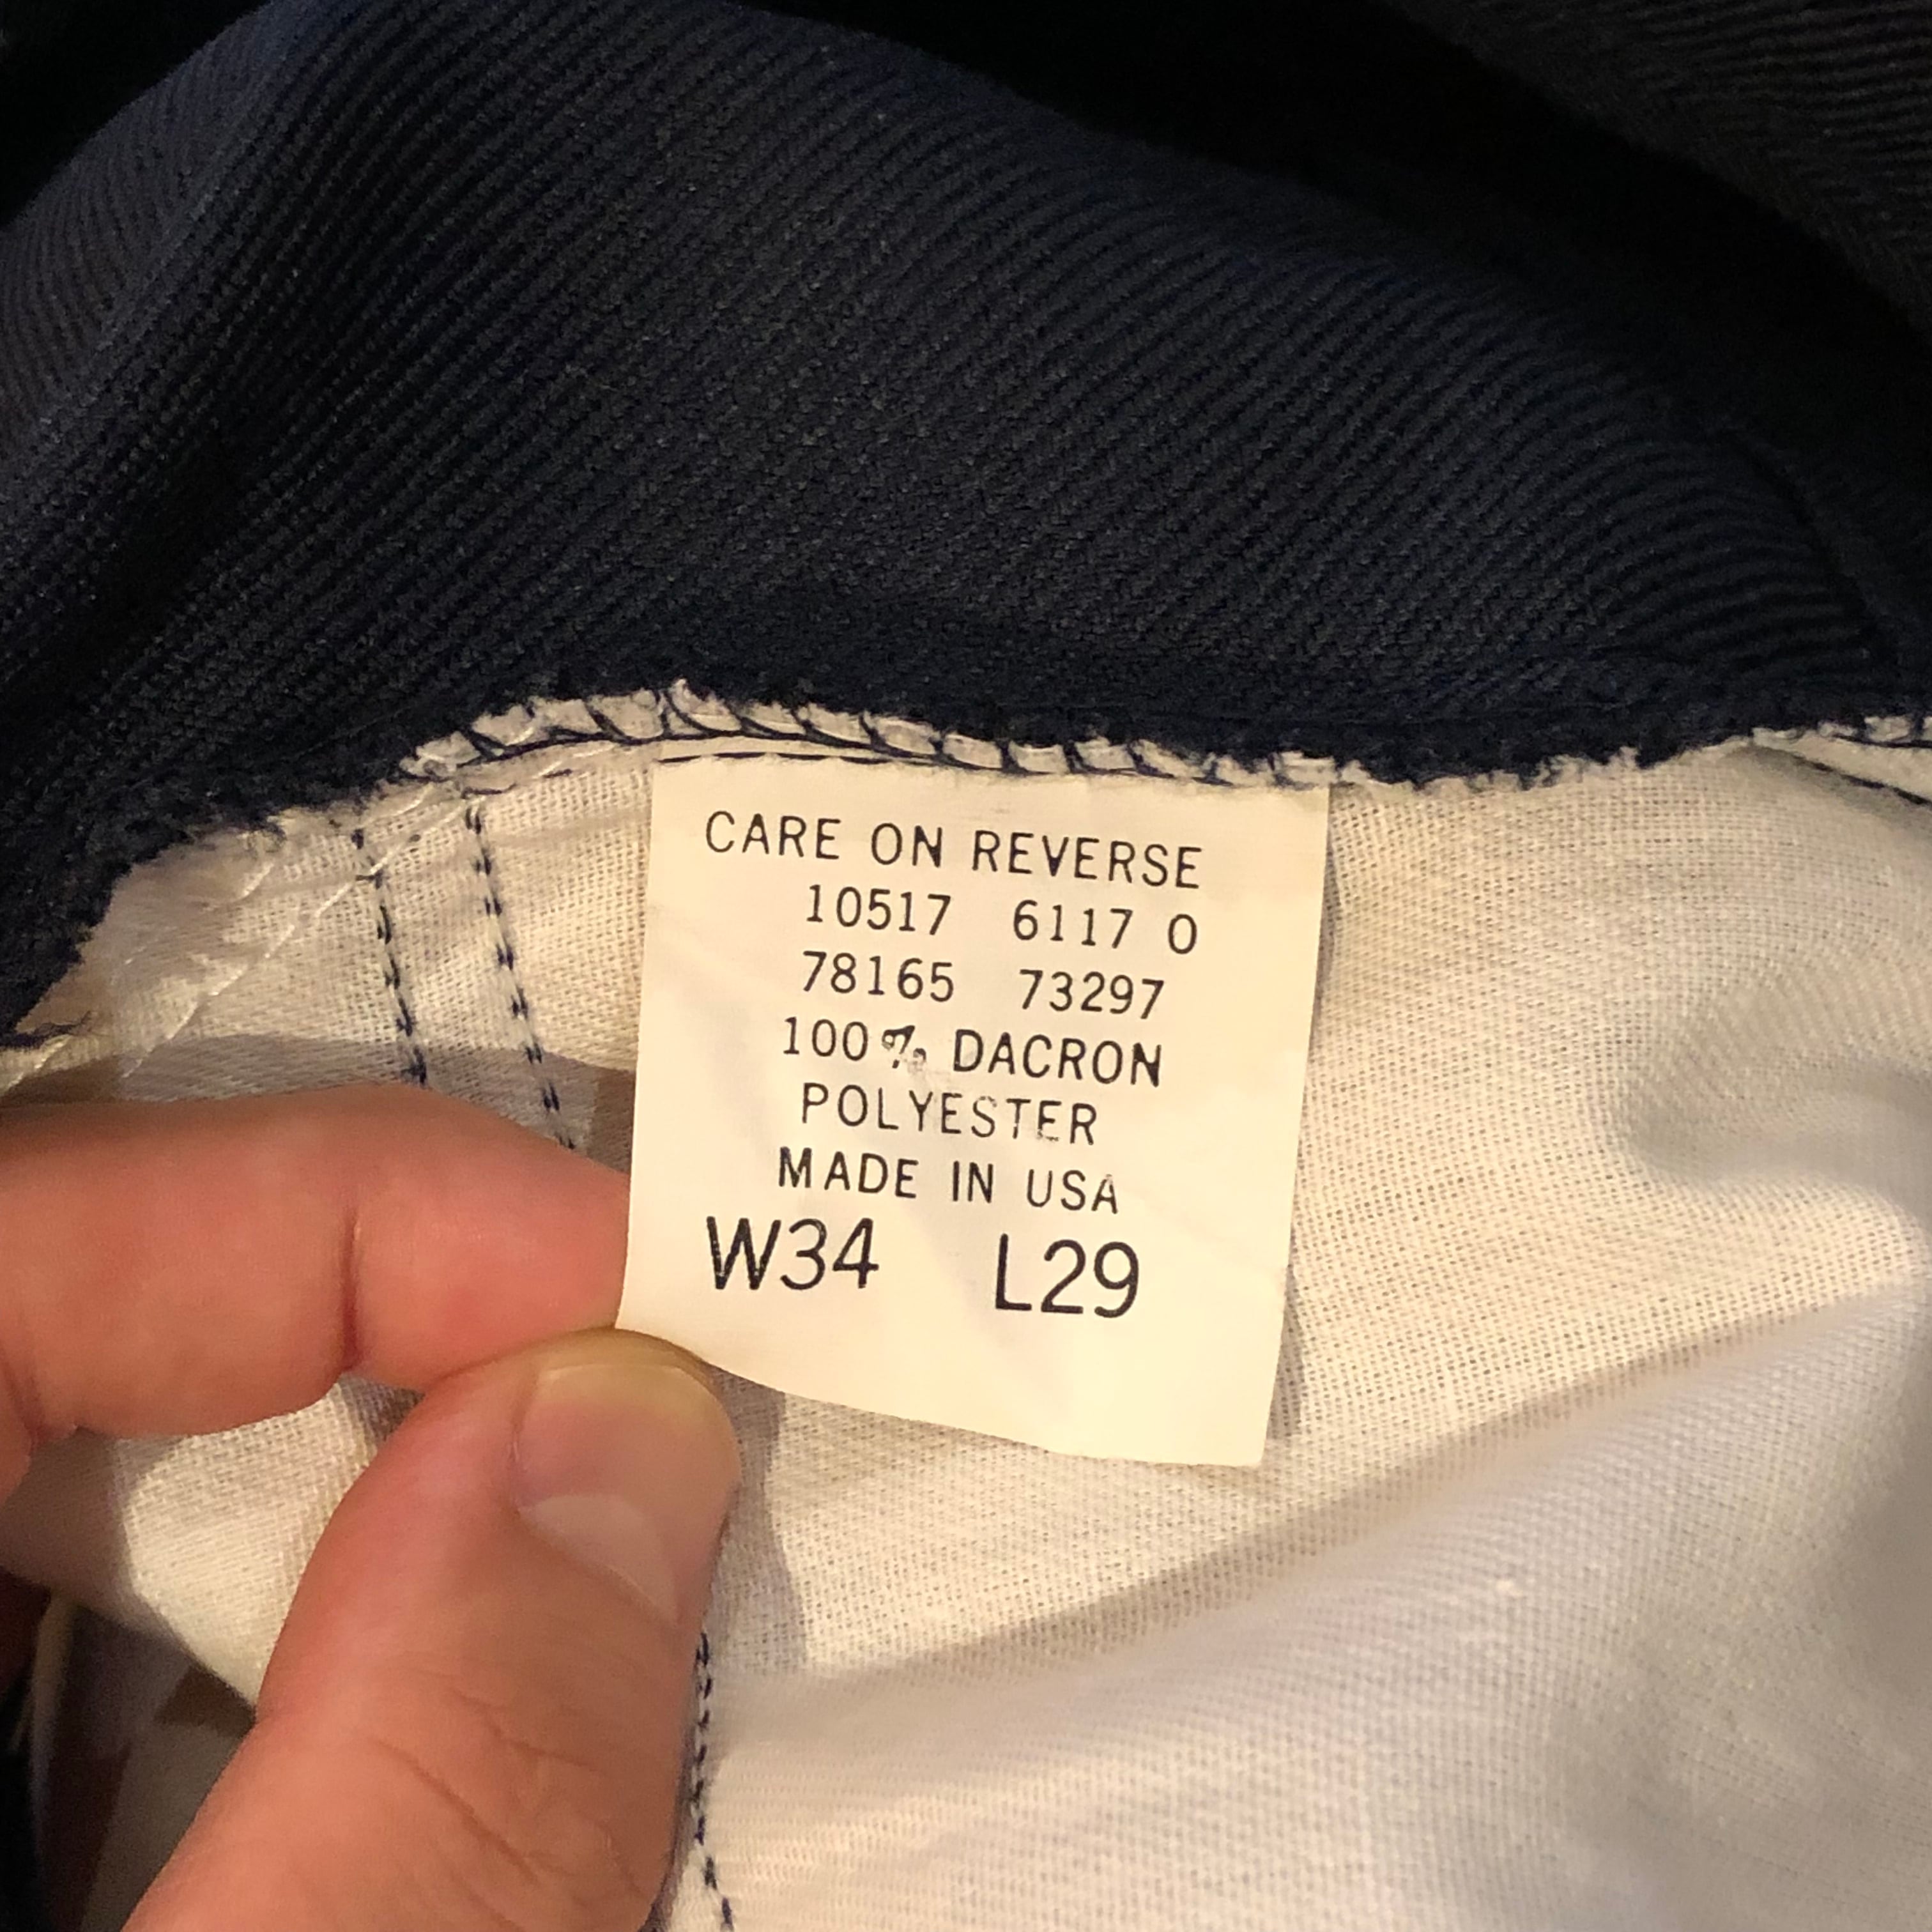 CARE ON REVERSE
10517 6117 0
78165 73297
100% DACRON
POLYESTER
MADE IN USA
W34 L29